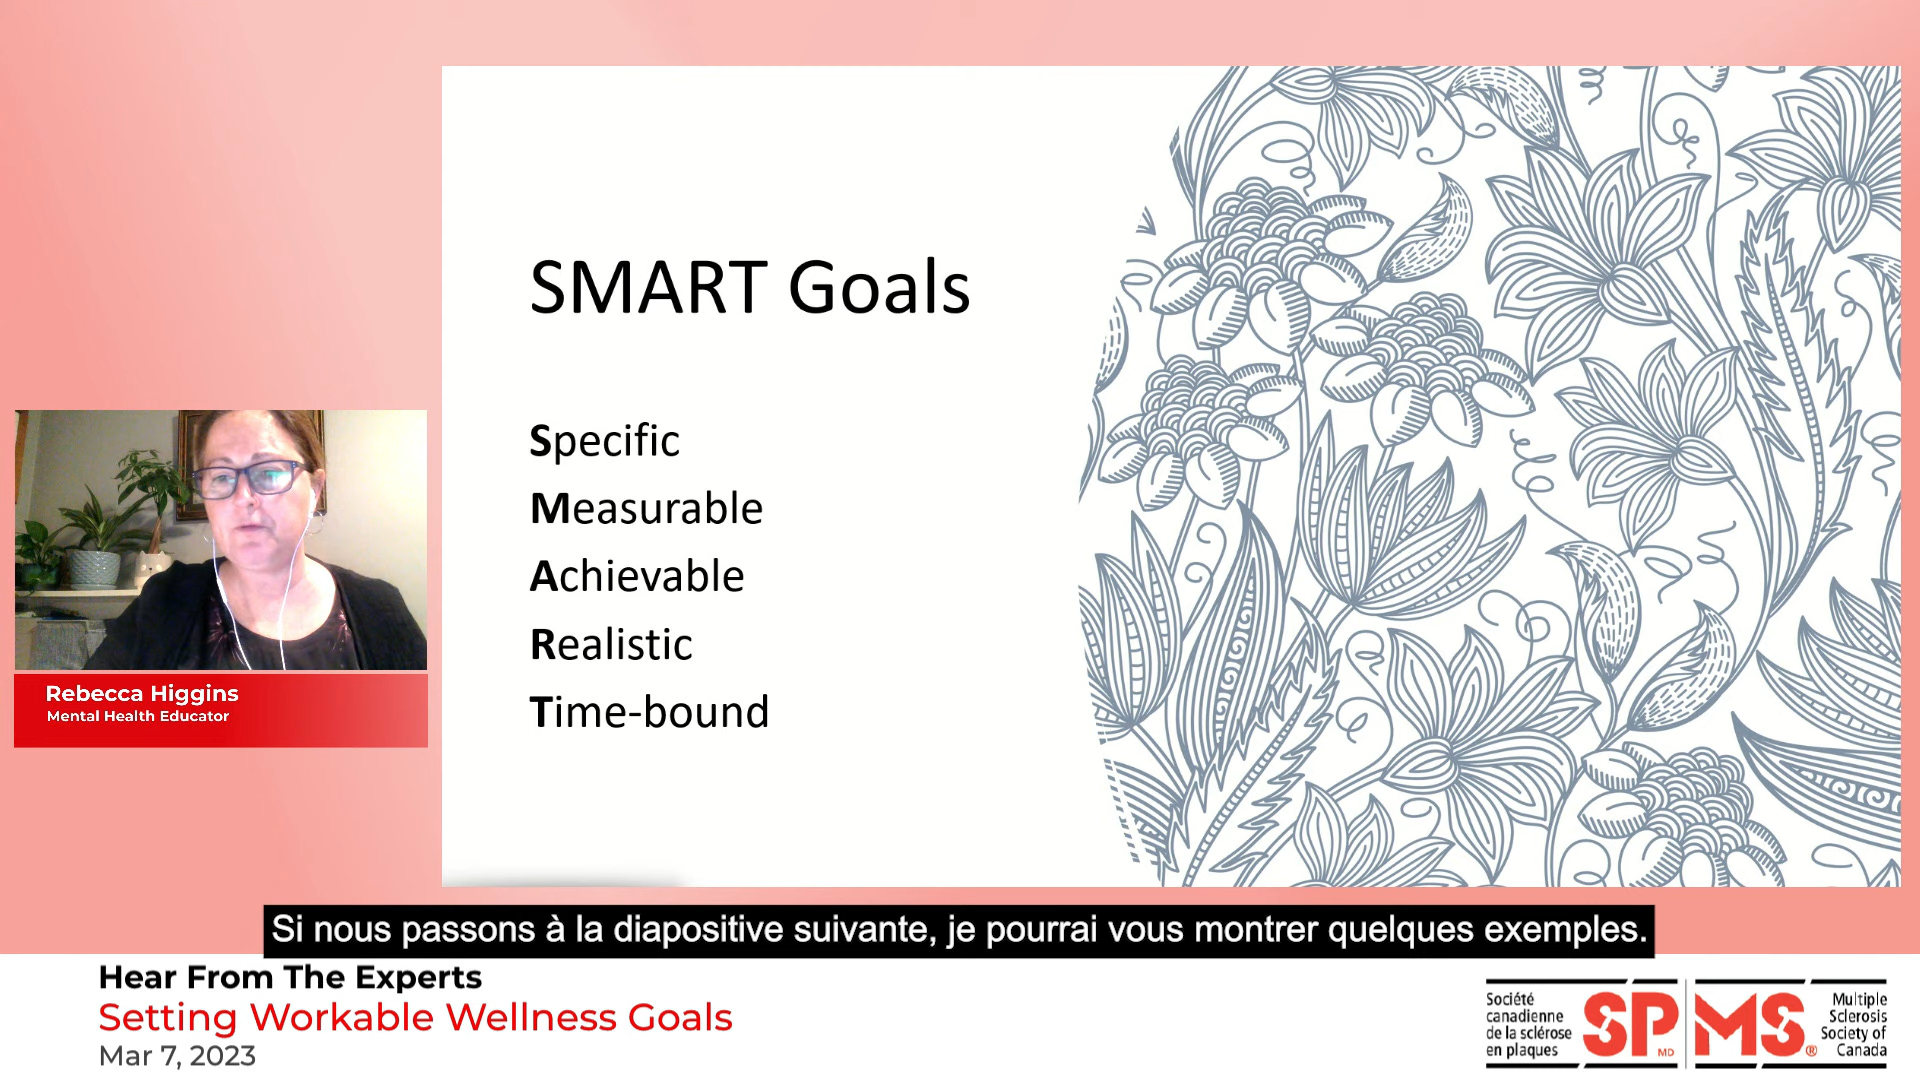 SMART Goals
Specific
Measurable
Achievable
Realistic
Time-bound
Rebecca Higgins
Mental Health Educator
Si nous passons à la diapositive suivante, je pourrai vous montrer quelques exemples.
Hear From The Experts
Setting Workable Wellness Goals
Mar 7, 2023
Société
canadienne
de la sclérose
en plaques
SP
MD
MS
®
Multiple
Sclerosis
Society of
Canada